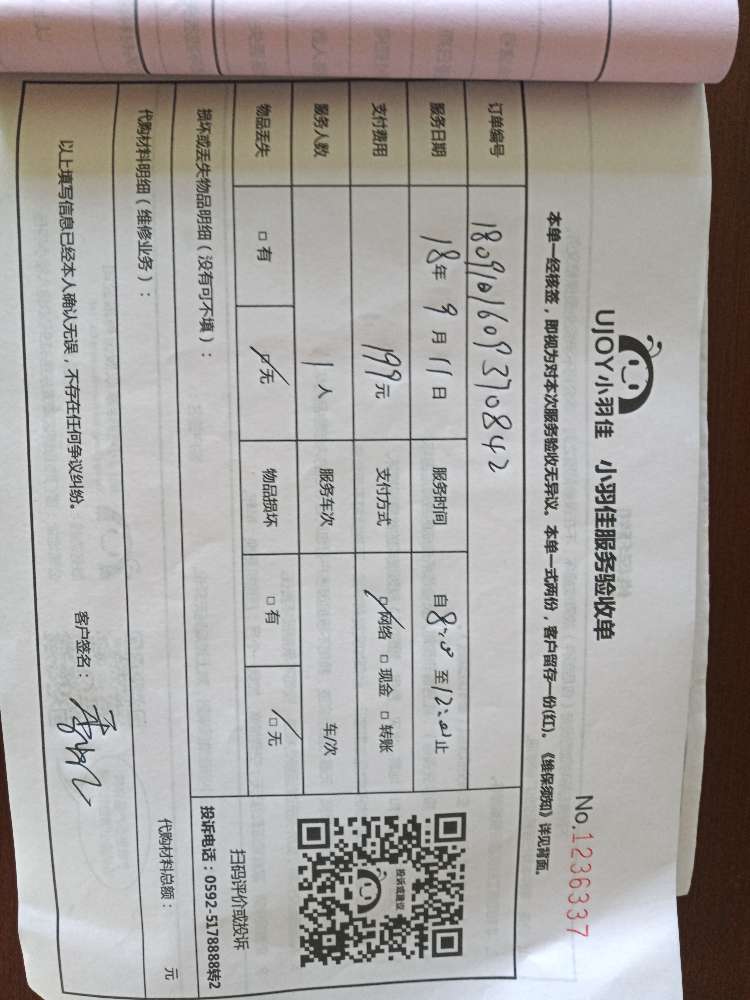 UJOY小羽佳 小羽佳服务验收单
No.1236337
本单一经核签，即视为对本次服务验收无异议。本单一式两份，客户留存一份(红)。《维保须知》详见背面。
订单编号 1809101609370842
服务日期 18年9月11日 服务时间 自8:00至12:00止
支付费用 199元 支付方式 □网络 □现金 □转账
服务人数 1人 服务车次 车/次
物品丢失 □有 □无 物品损坏 □有 □无
投诉或建议
扫码评价或投诉
投诉电话：0592-5178888转2
损坏或丢失物品明细（没有可不填）：
代购材料明细（维修业务）： 代购材料总额： 元
以上填写信息已经本人确认无误，不存在任何争议纠纷。 客户签名：